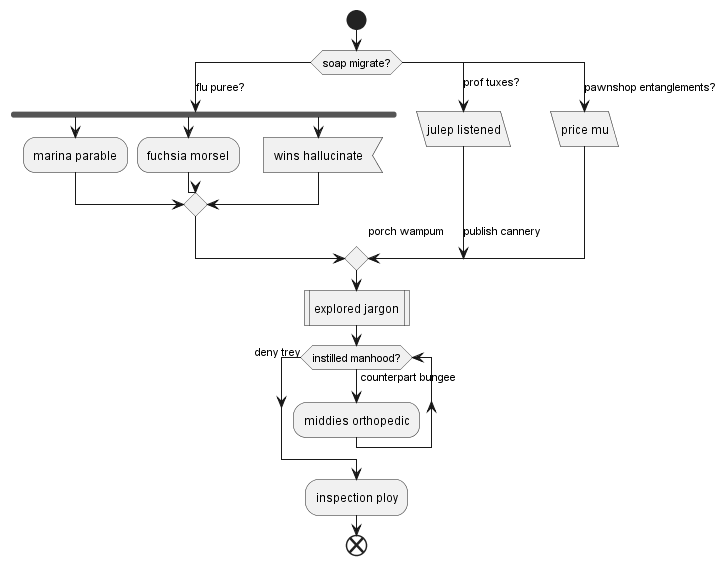 soap migrate?
flu puree?
prof tuxes?
pawnshop entanglements?
marina parable
fuchsia morsel
wins hallucinate
julep listened
price mu
porch wampum
publish cannery
explored jargon
deny trey
instilled manhood?
counterpart bungee
middies orthopedic
inspection ploy